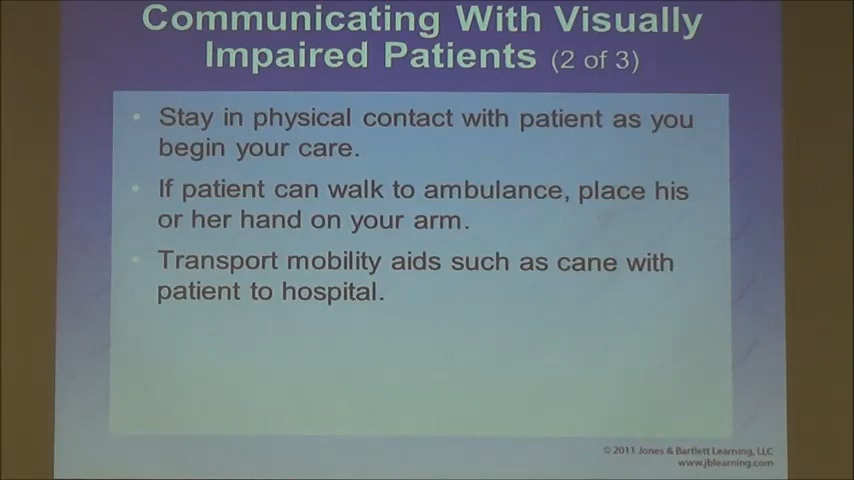 Communicating With Visually
Impaired Patients (2 of 3)
• Stay in physical contact with patient as you
begin your care.
• If patient can walk to ambulance, place his
or her hand on your arm.
• Transport mobility aids such as cane with
patient to hospital.
© 2011 Jones & Bartlett Learning, LLC
www.jblearning.com